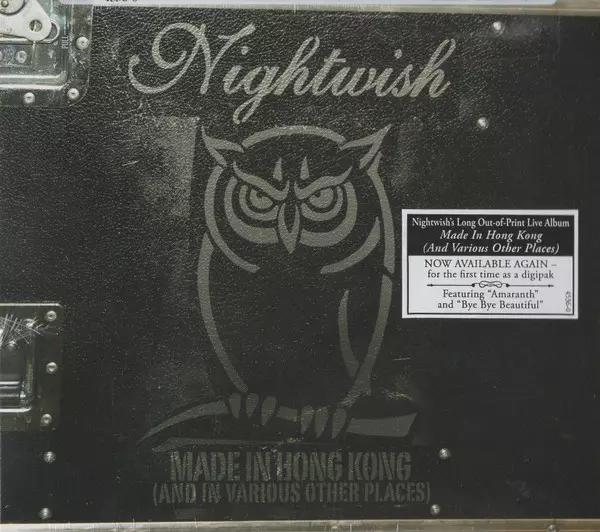 Nightwish
Nightwish's Long Out-of-Print Live Album
Made In Hong Kong
(And Various Other Places)
NOW AVAILABLE AGAIN –
for the first time as a digipak
Featuring "Amaranth"
and "Bye Bye Beautiful"
MADE IN HONG KONG
(AND IN VARIOUS OTHER PLACES)